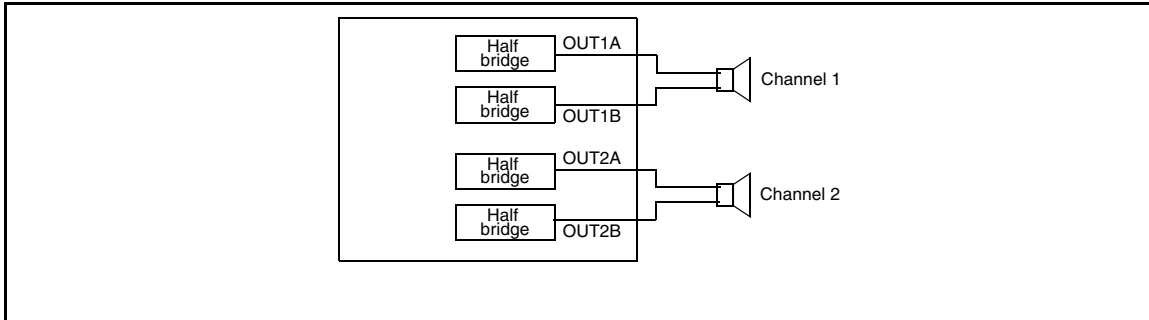 Half
bridge
OUT1A
Half
bridge
OUT1B
Channel 1
Half
bridge
OUT2A
Half
bridge
OUT2B
Channel 2